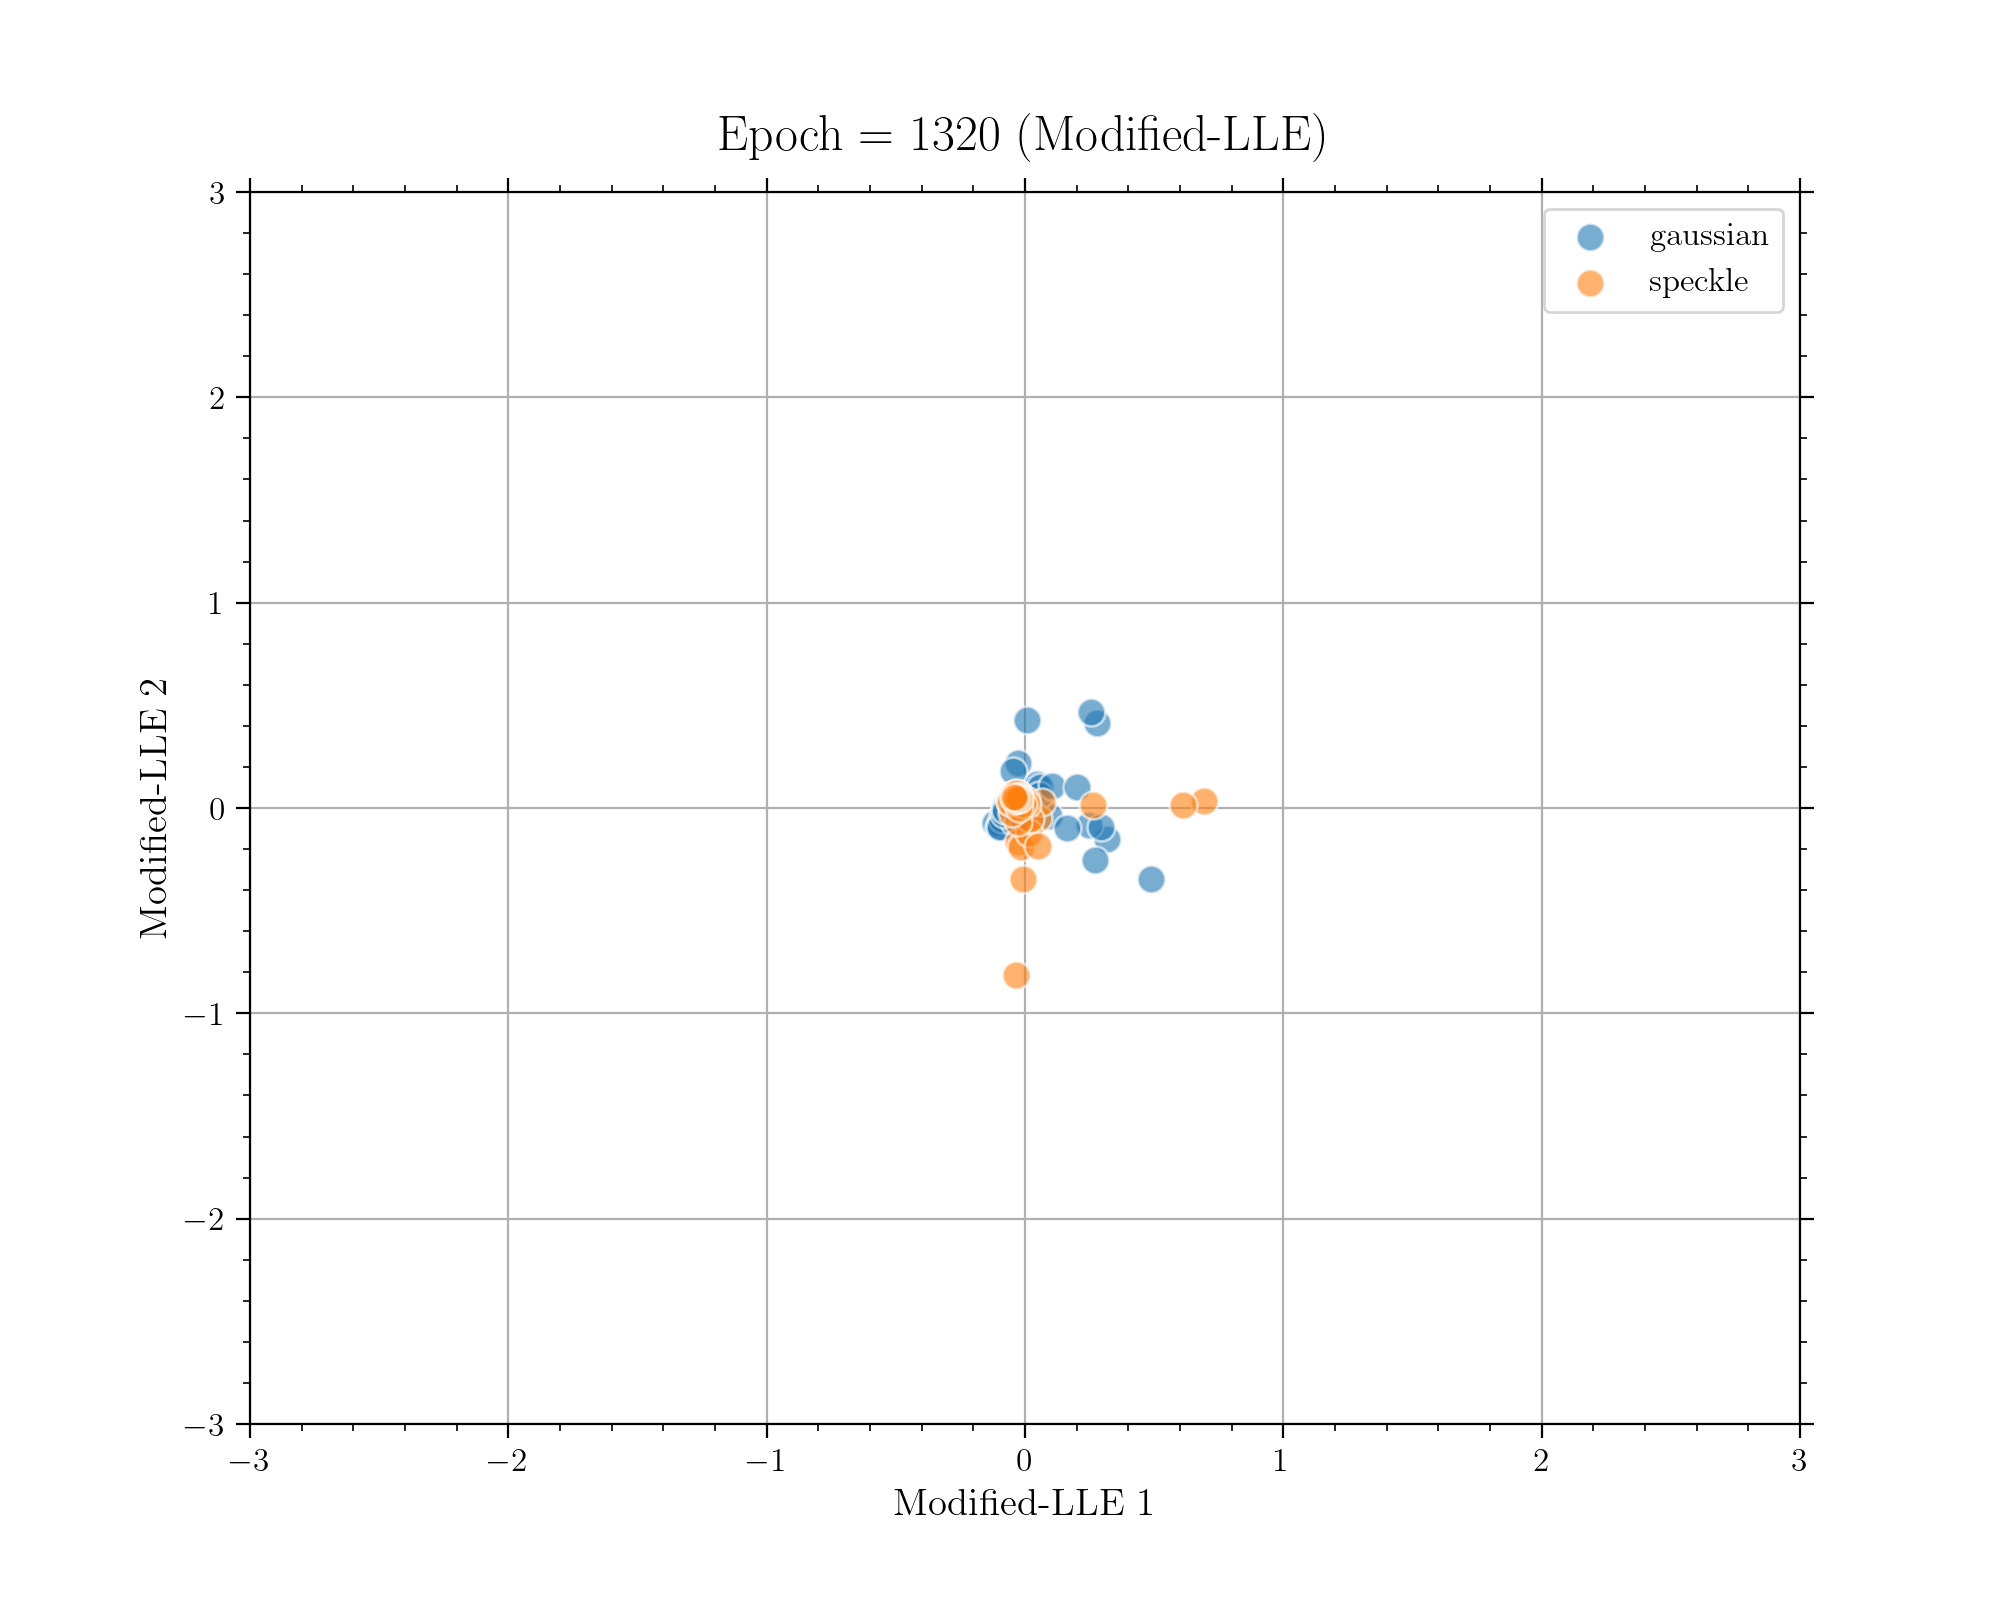 Epoch = 1320 (Modified-LLE)
gaussian
speckle
3
2
1
0
−1
−2
−3
Modified-LLE 2
−3
−2
−1
0
1
2
3
Modified-LLE 1